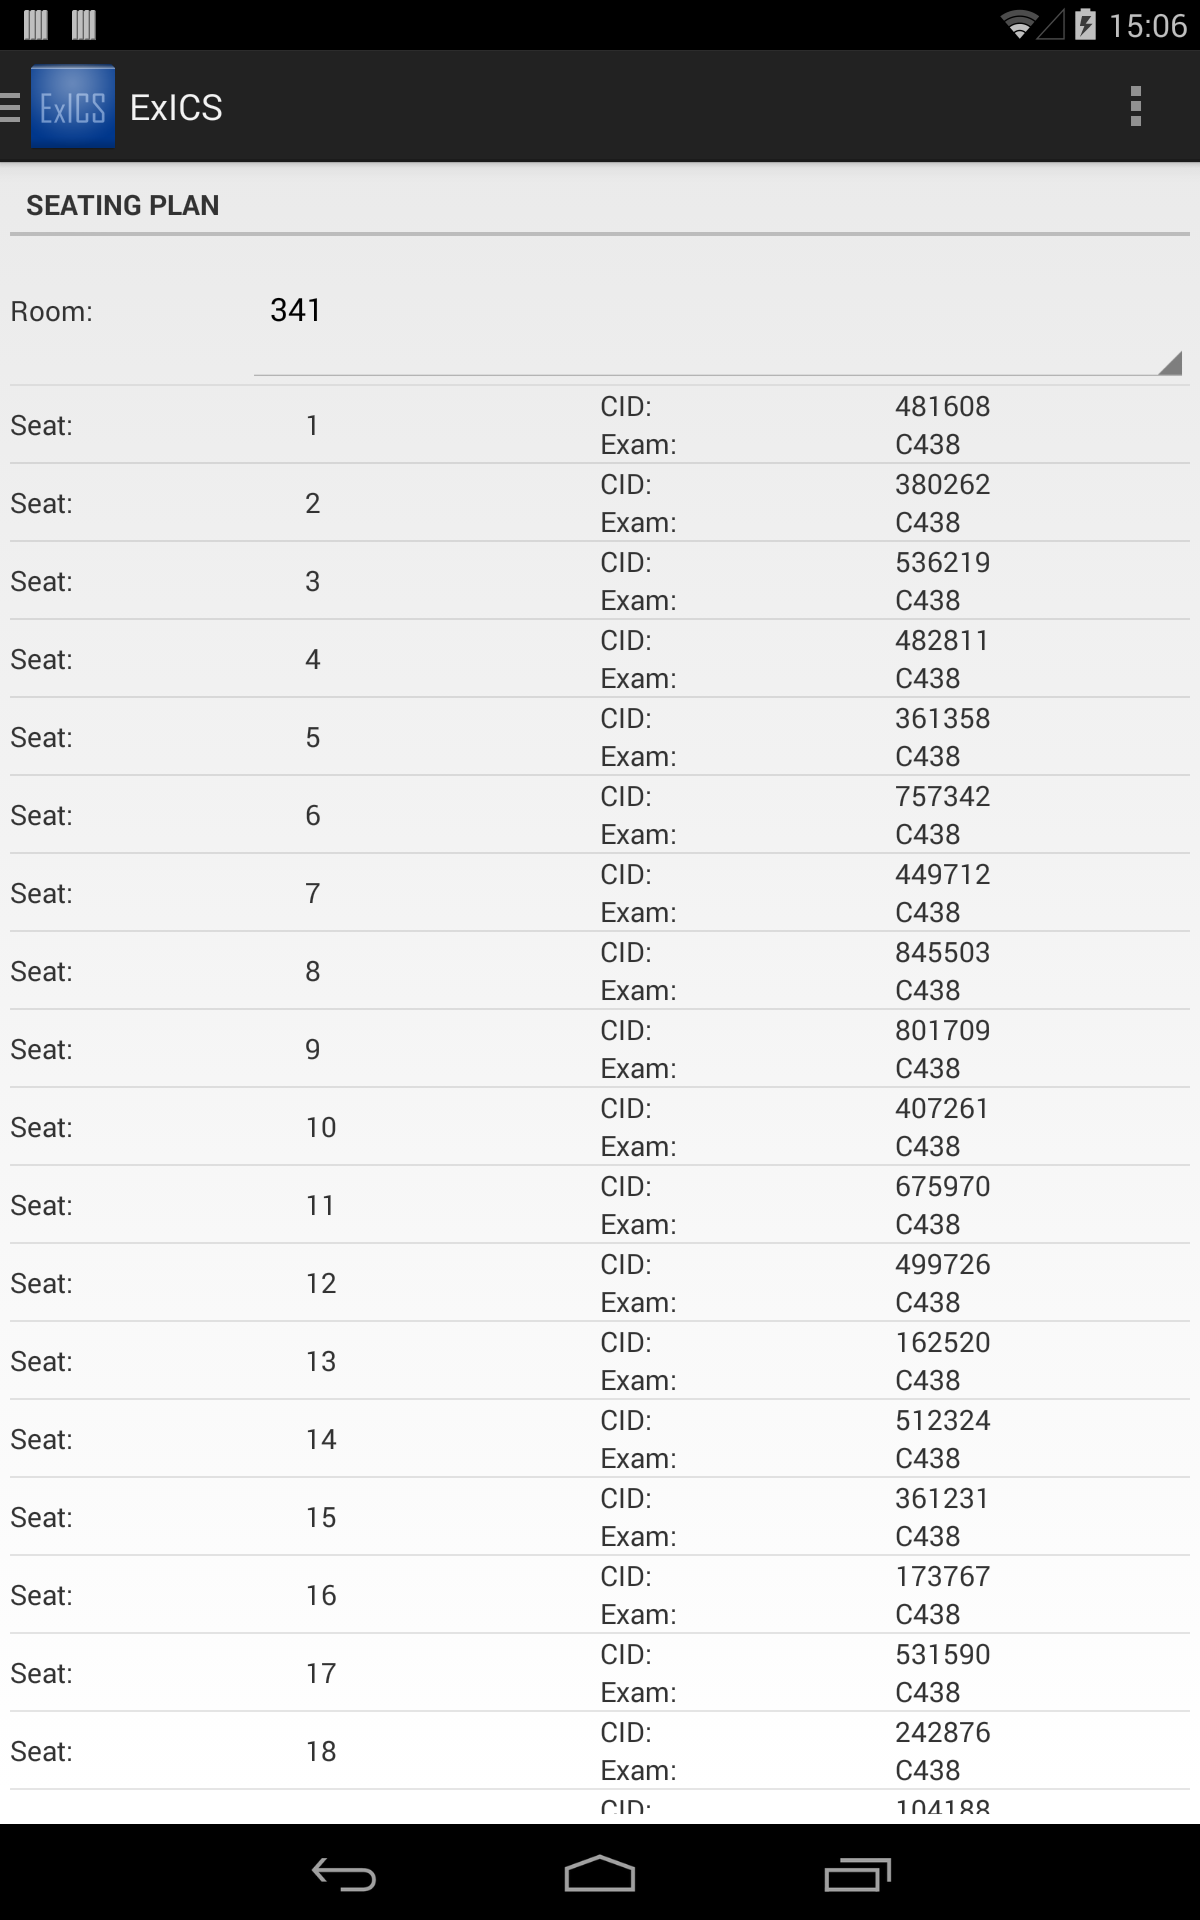 15:06
ExICS ExICS
SEATING PLAN
Room: 341
CID: 481608
Seat: 1
Exam: C438
CID: 380262
Seat: 2
Exam: C438
CID: 536219
Seat: 3
Exam: C438
CID: 482811
Seat: 4
Exam: C438
CID: 361358
Seat: 5
Exam: C438
CID: 757342
Seat: 6
Exam: C438
CID: 449712
Seat: 7
Exam: C438
CID: 845503
Seat: 8
Exam: C438
CID: 801709
Seat: 9
Exam: C438
CID: 407261
Seat: 10
Exam: C438
CID: 675970
Seat: 11
Exam: C438
CID: 499726
Seat: 12
Exam: C438
CID: 162520
Seat: 13
Exam: C438
CID: 512324
Seat: 14
Exam: C438
CID: 361231
Seat: 15
Exam: C438
CID: 173767
Seat: 16
Exam: C438
CID: 531590
Seat: 17
Exam: C438
CID: 242876
Seat: 18
Exam: C438
CID: 104188